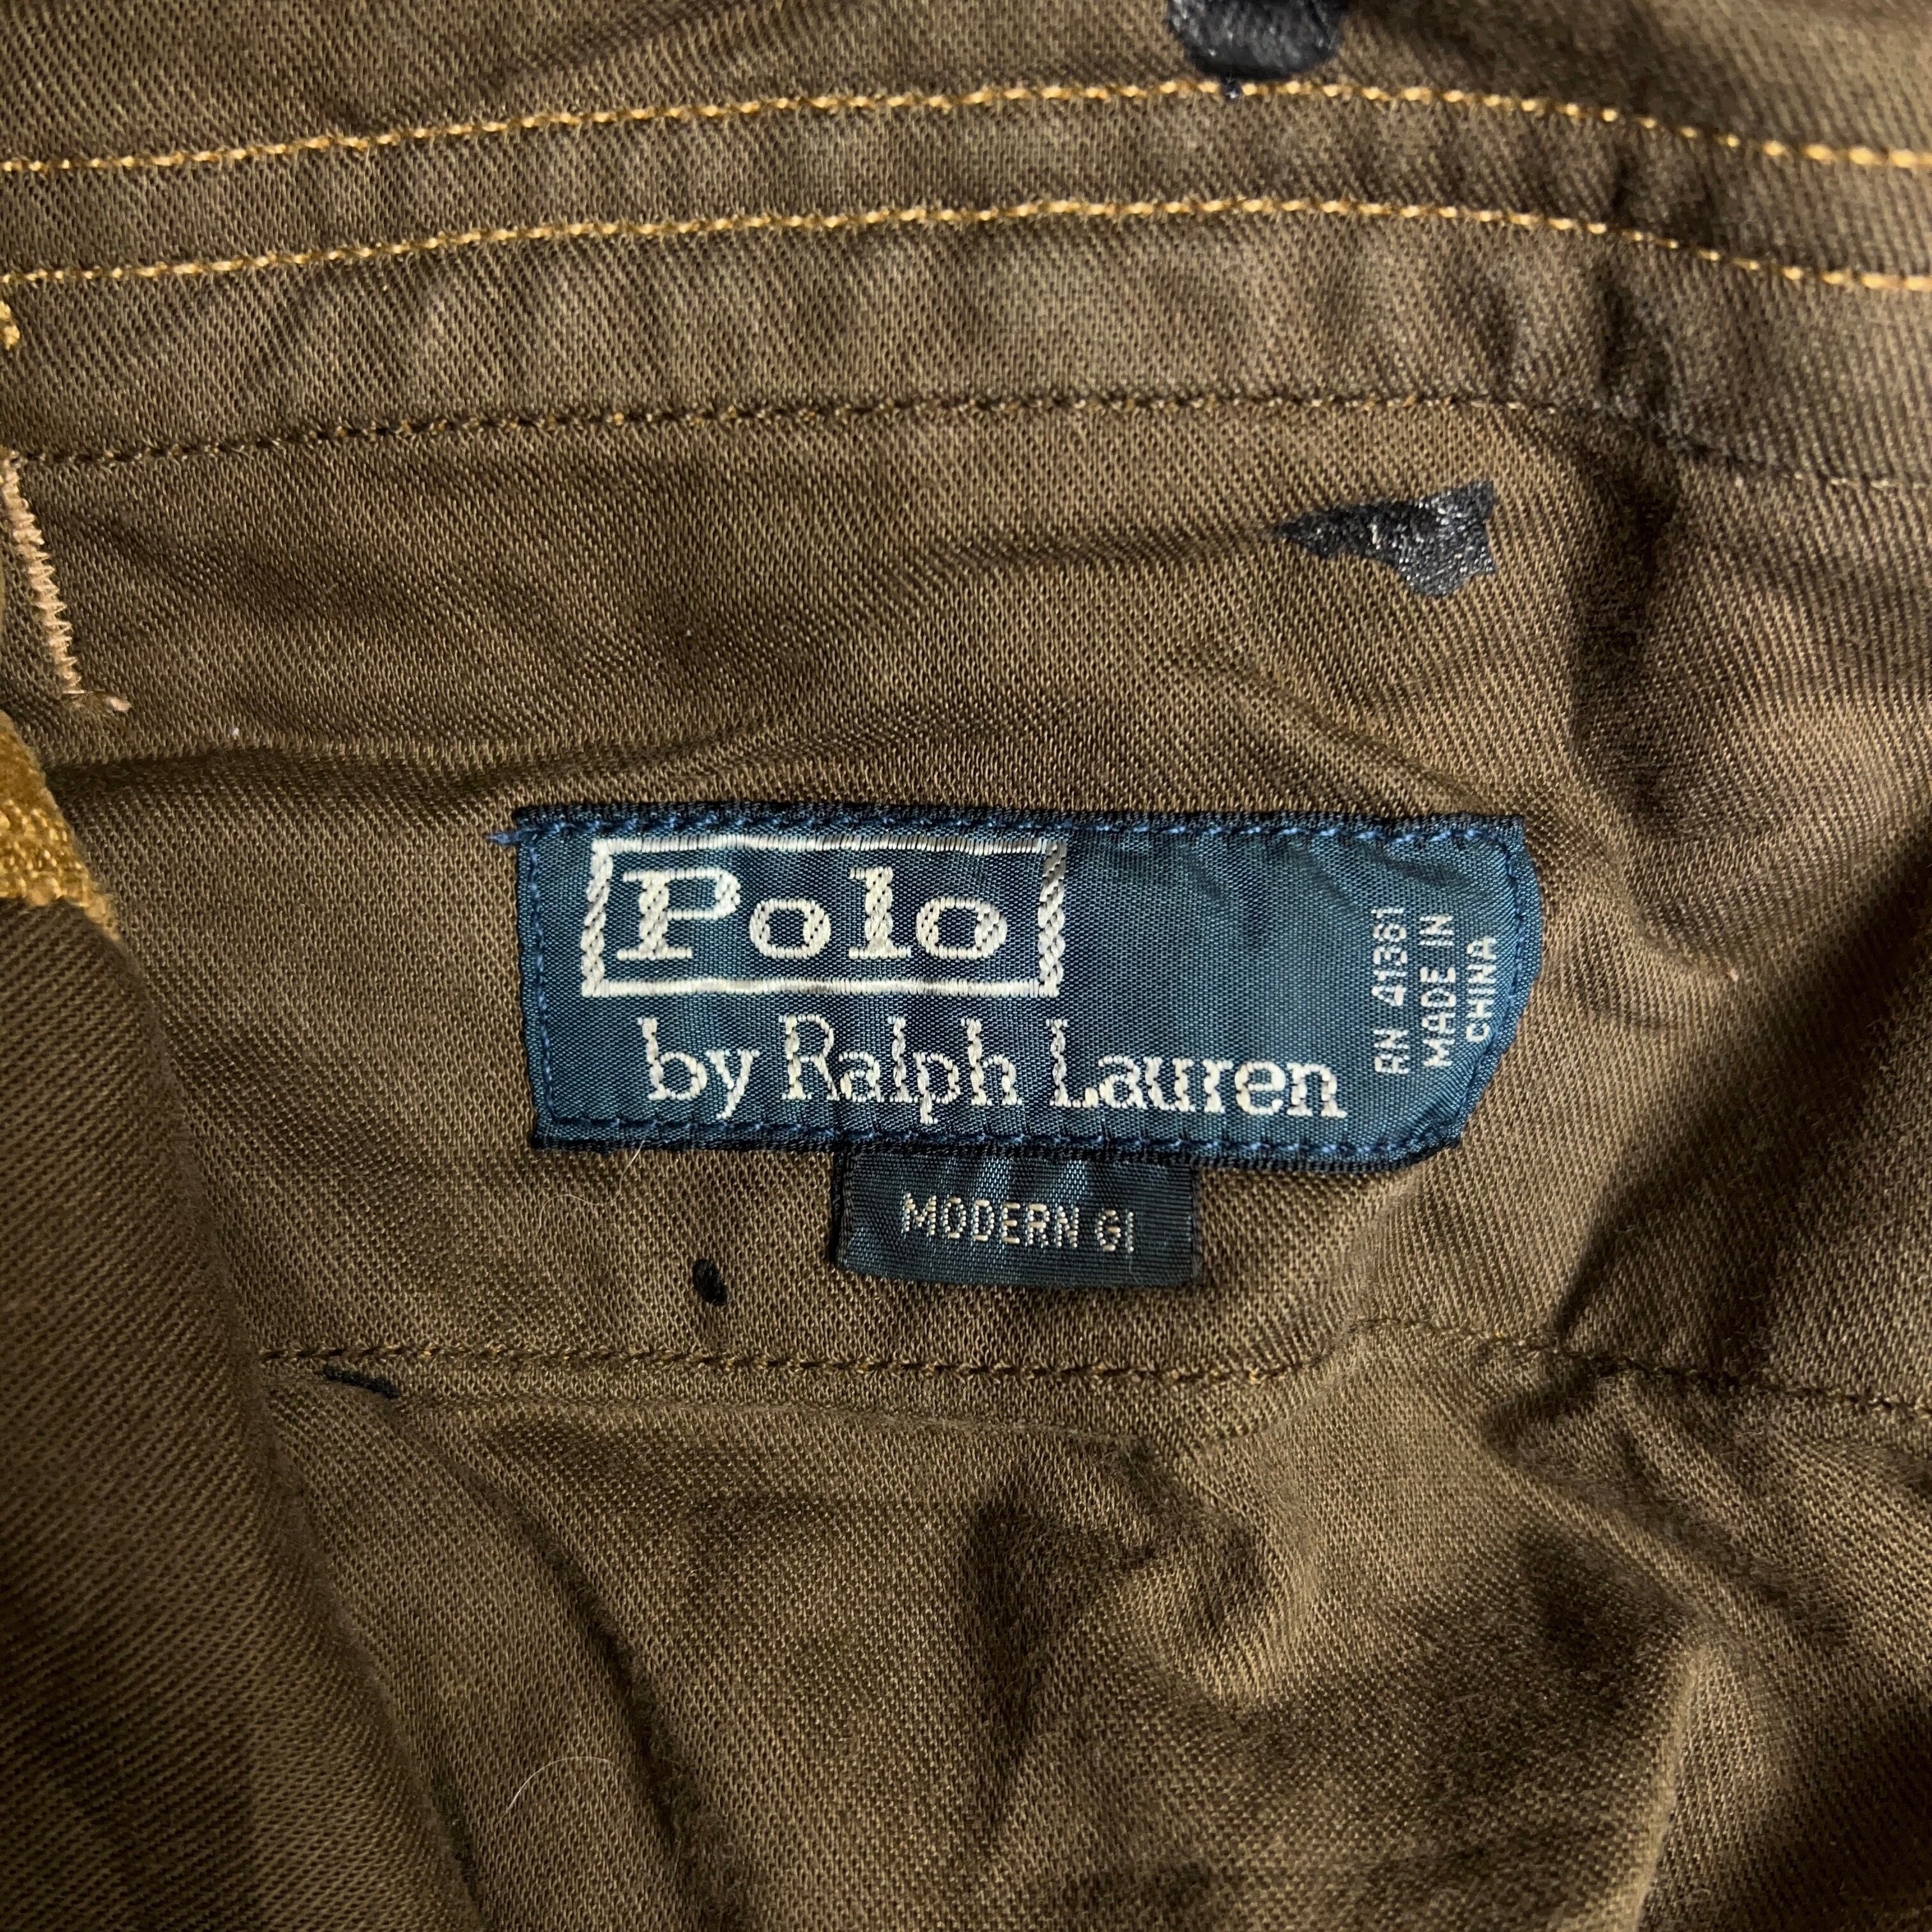 Polo
by Ralph Lauren
RN 41381
MADE IN
CHINA
MODERN GI